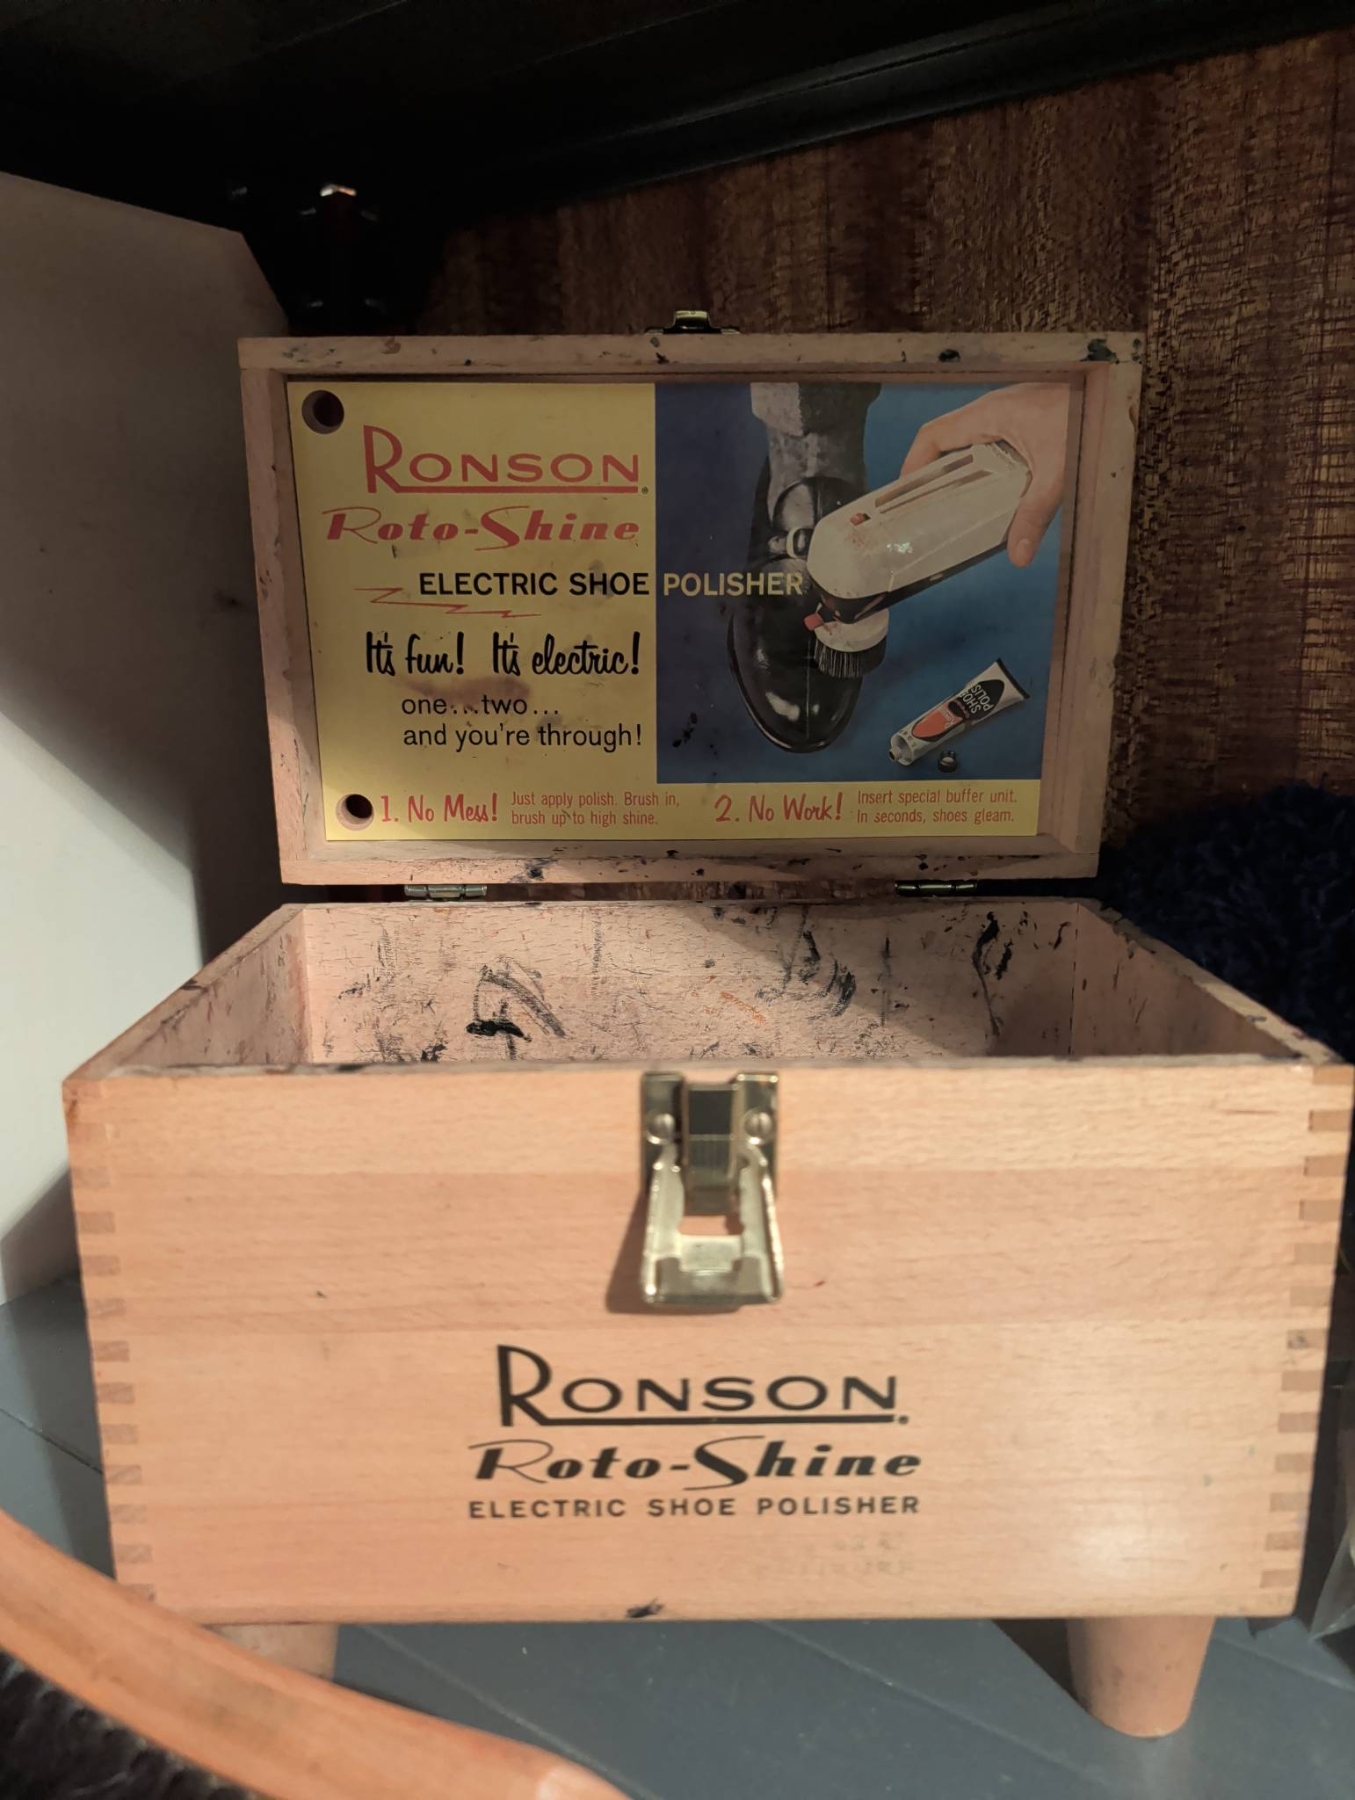 RONSON
Roto-Shine
ELECTRIC SHOE POLISHER
It's fun! It's electric!
one...two...
and you're through!
1. No Mess! Just apply polish. Brush in,
brush up to high shine.
2. No Work! Insert special buffer unit.
In seconds, shoes gleam.
SHOE
POLISH
RONSON
Roto-Shine
ELECTRIC SHOE POLISHER